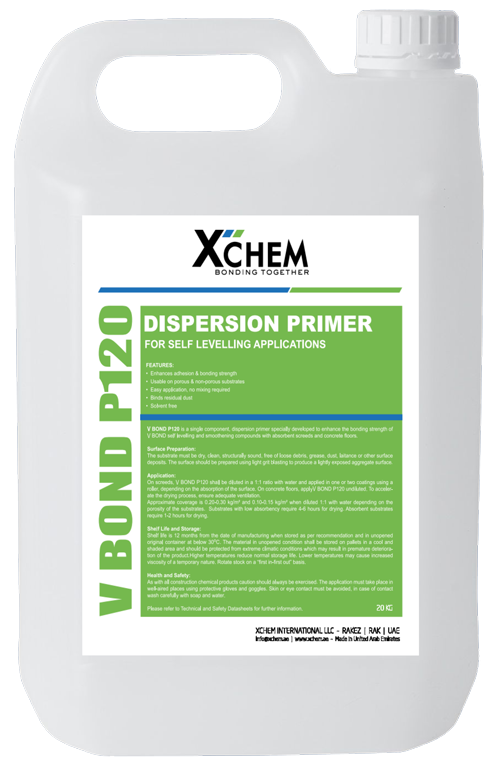 XCHEM
BONDING TOGETHER
V BOND P120
DISPERSION PRIMER
FOR SELF LEVELLING APPLICATIONS
FEATURES:
• Enhances adhesion & bonding strength
• Usable on porous & non-porous substrates
• Easy application, no mixing required
• Binds residual dust
• Solvent free
V BOND P120 is a single component, dispersion primer specially developed to enhance the bonding strength of
V BOND self levelling and smoothening compounds with absorbent screeds and concrete floors.
Surface Preparation:
The substrate must be dry, clean, structurally sound, free of loose debris, grease, dust, laitance or other surface
deposits. The surface should be prepared using light grit blasting to produce a lightly exposed aggregate surface.
Application:
On screeds, V BOND P120 shall be diluted in a 1:1 ratio with water and applied in one or two coatings using a
roller, depending on the absorption of the surface. On concrete floors, applyV BOND P120 undiluted. To acceler-
ate the drying process, ensure adequate ventilation.
Approximate coverage is 0.20-0.30 kg/m² and 0.10-0.15 kg/m² when diluted 1:1 with water depending on the
porosity of the substrates. Substrates with low absorbency require 4-6 hours for drying. Absorbent substrates
require 1-2 hours for drying.
Shelf Life and Storage:
Shelf life is 12 months from the date of manufacturing when stored as per recommendation and in unopened
original container at below 30ºC. The material in unopened condition shall be stored on pallets in a cool and
shaded area and should be protected from extreme climatic conditions which may result in premature deteriora-
tion of the product.Higher temperatures reduce normal storage life. Lower temperatures may cause increased
viscosity of a temporary nature. Rotate stock on a "first in-first out" basis.
Health and Safety:
As with all construction chemical products caution should always be exercised. The application must take place in
well-aired places using protective gloves and goggles. Skin or eye contact must be avoided, in case of contact
wash carefully with soap and water.
Please refer to Technical and Safety Datasheets for further information.
20 KG
XCHEM INTERNATIONAL LLC - RAKEZ | RAK | UAE
info@xchem.ae | www.xchem.ae - Made in United Arab Emirates